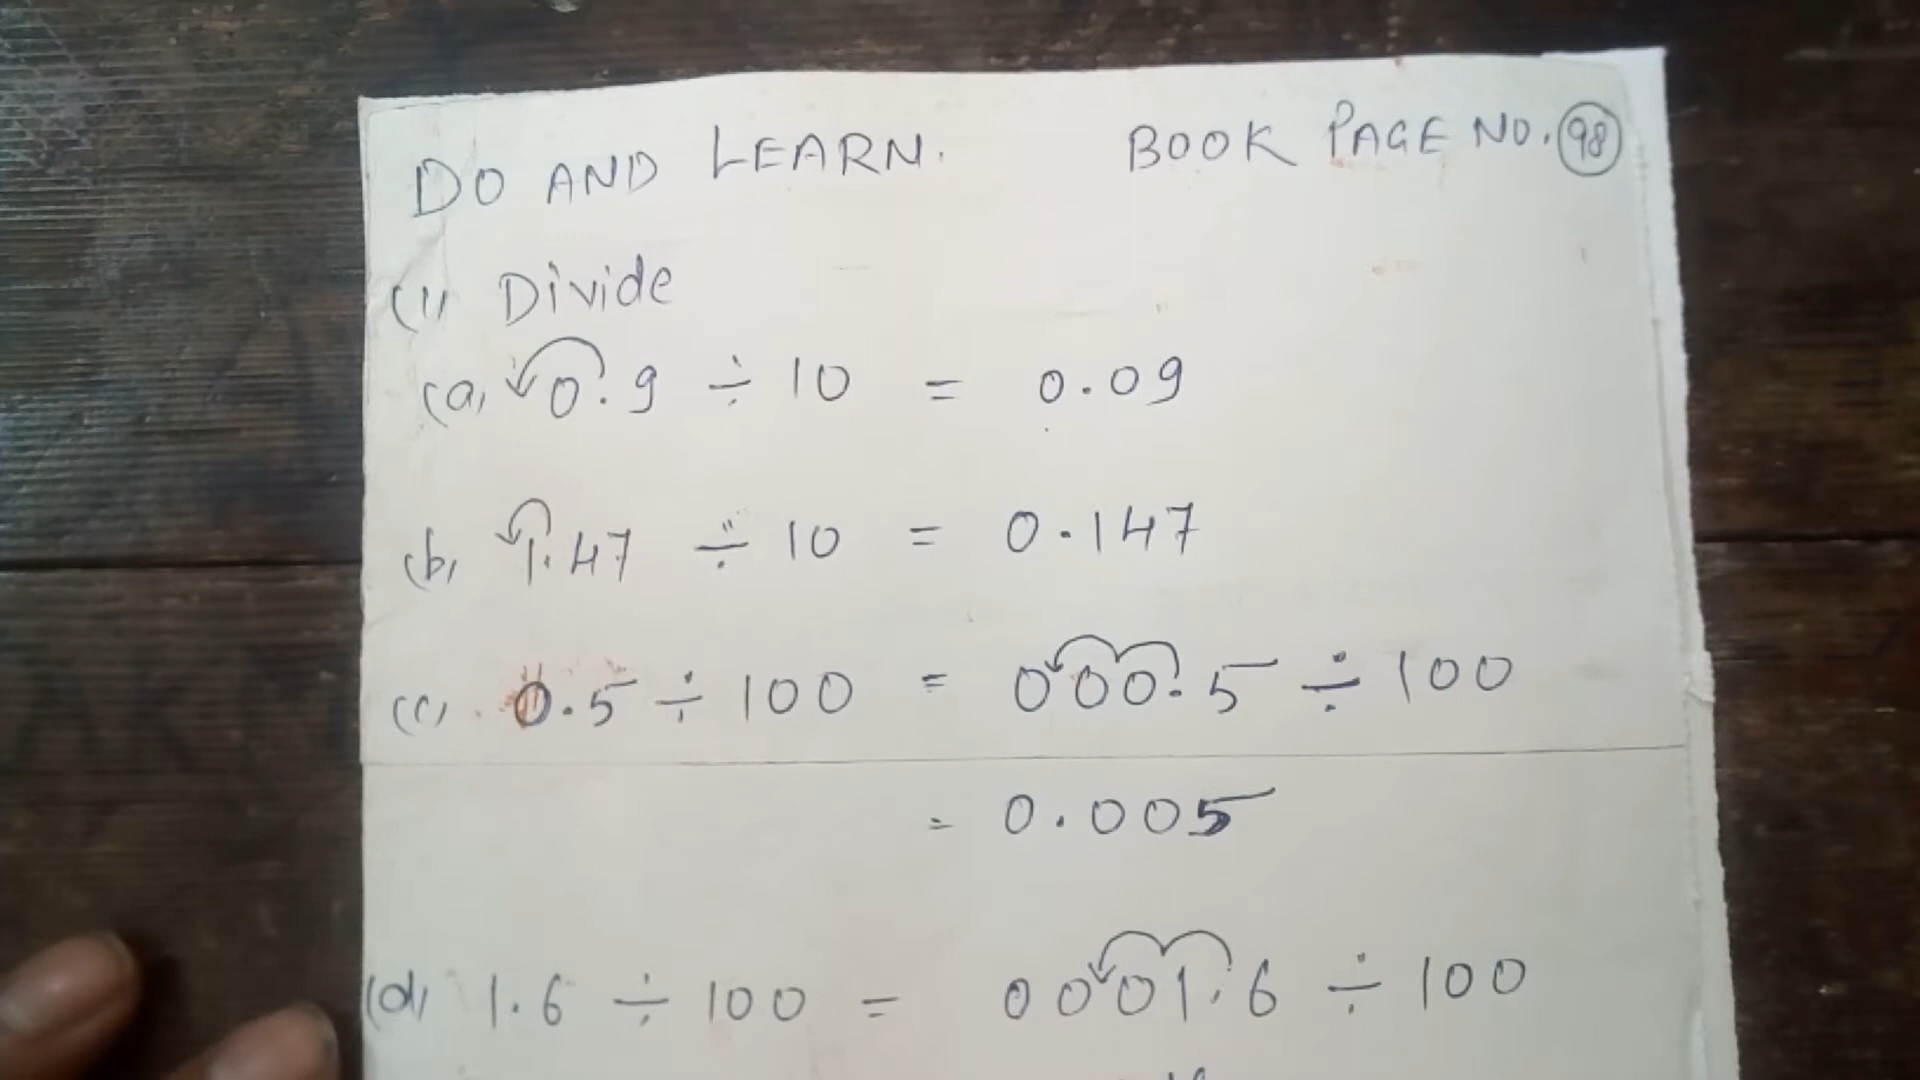 DO AND LEARN. BOOK PAGE NO. 98
(1) Divide
(a) 0.9 ÷ 10 = 0.09
(b) 1.47 ÷ 10 = 0.147
(c) 0.5 ÷ 100 = 000.5 ÷ 100
= 0.005
(d) 1.6 ÷ 100 = 0001.6 ÷ 100